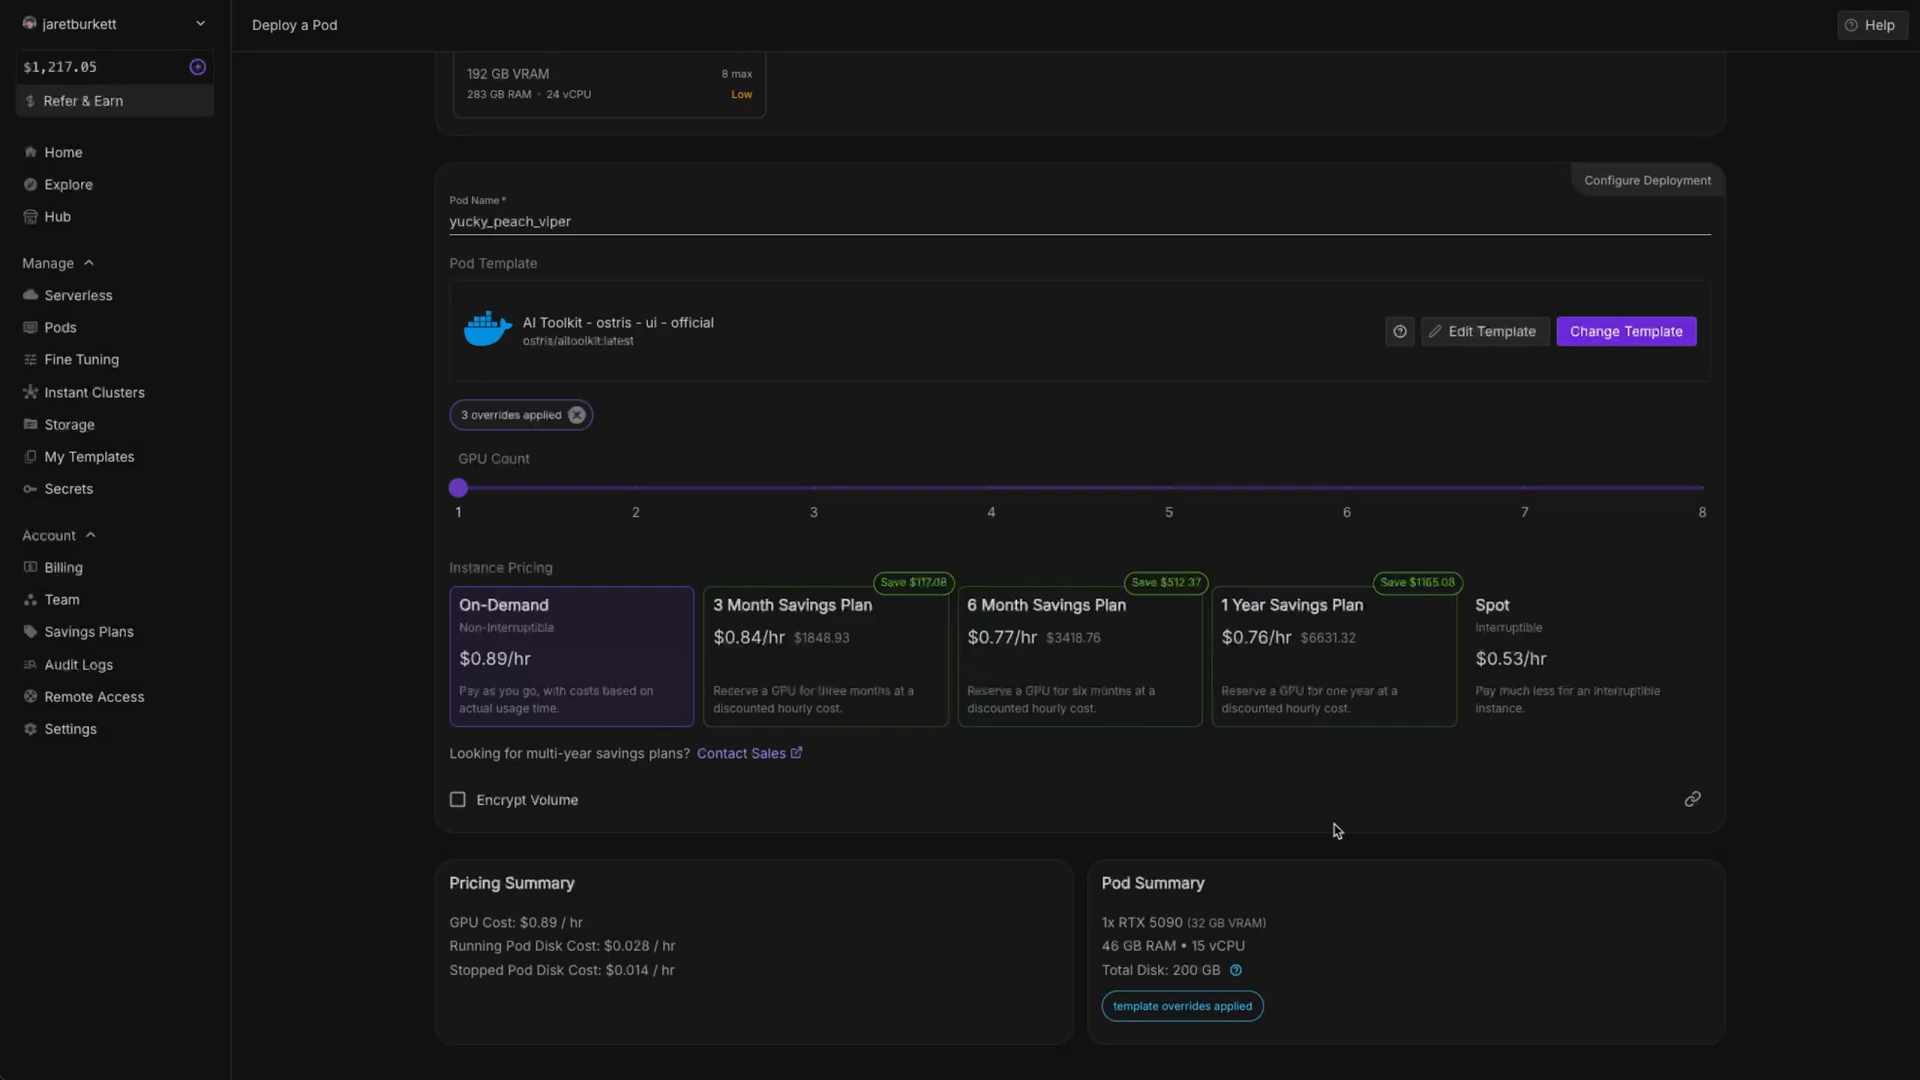 jaretburkett
Deploy a Pod
Help
$1,217.05
Refer & Earn
Home
Explore
Hub
Manage
Serverless
Pods
Fine Tuning
Instant Clusters
Storage
My Templates
Secrets
Account
Billing
Team
Savings Plans
Audit Logs
Remote Access
Settings
192 GB VRAM 8 max
283 GB RAM • 24 vCPU Low
Configure Deployment
Pod Name *
yucky_peach_viper
Pod Template
AI Toolkit - ostris - ui - official
ostris/aitoolkit:latest
Edit Template
Change Template
3 overrides applied
GPU Count
1 2 3 4 5 6 7 8
Instance Pricing
On-Demand
Non-Interruptible
$0.89/hr
Pay as you go, with costs based on
actual usage time.
Save $117.08
3 Month Savings Plan
$0.84/hr $1848.93
Reserve a GPU for three months at a
discounted hourly cost.
Save $512.37
6 Month Savings Plan
$0.77/hr $3418.76
Reserve a GPU for six months at a
discounted hourly cost.
Save $1165.08
1 Year Savings Plan
$0.76/hr $6631.32
Reserve a GPU for one year at a
discounted hourly cost.
Spot
Interruptible
$0.53/hr
Pay much less for an interruptible
instance.
Looking for multi-year savings plans? Contact Sales
Encrypt Volume
Pricing Summary
GPU Cost: $0.89 / hr
Running Pod Disk Cost: $0.028 / hr
Stopped Pod Disk Cost: $0.014 / hr
Pod Summary
1x RTX 5090 (32 GB VRAM)
46 GB RAM • 15 vCPU
Total Disk: 200 GB
template overrides applied